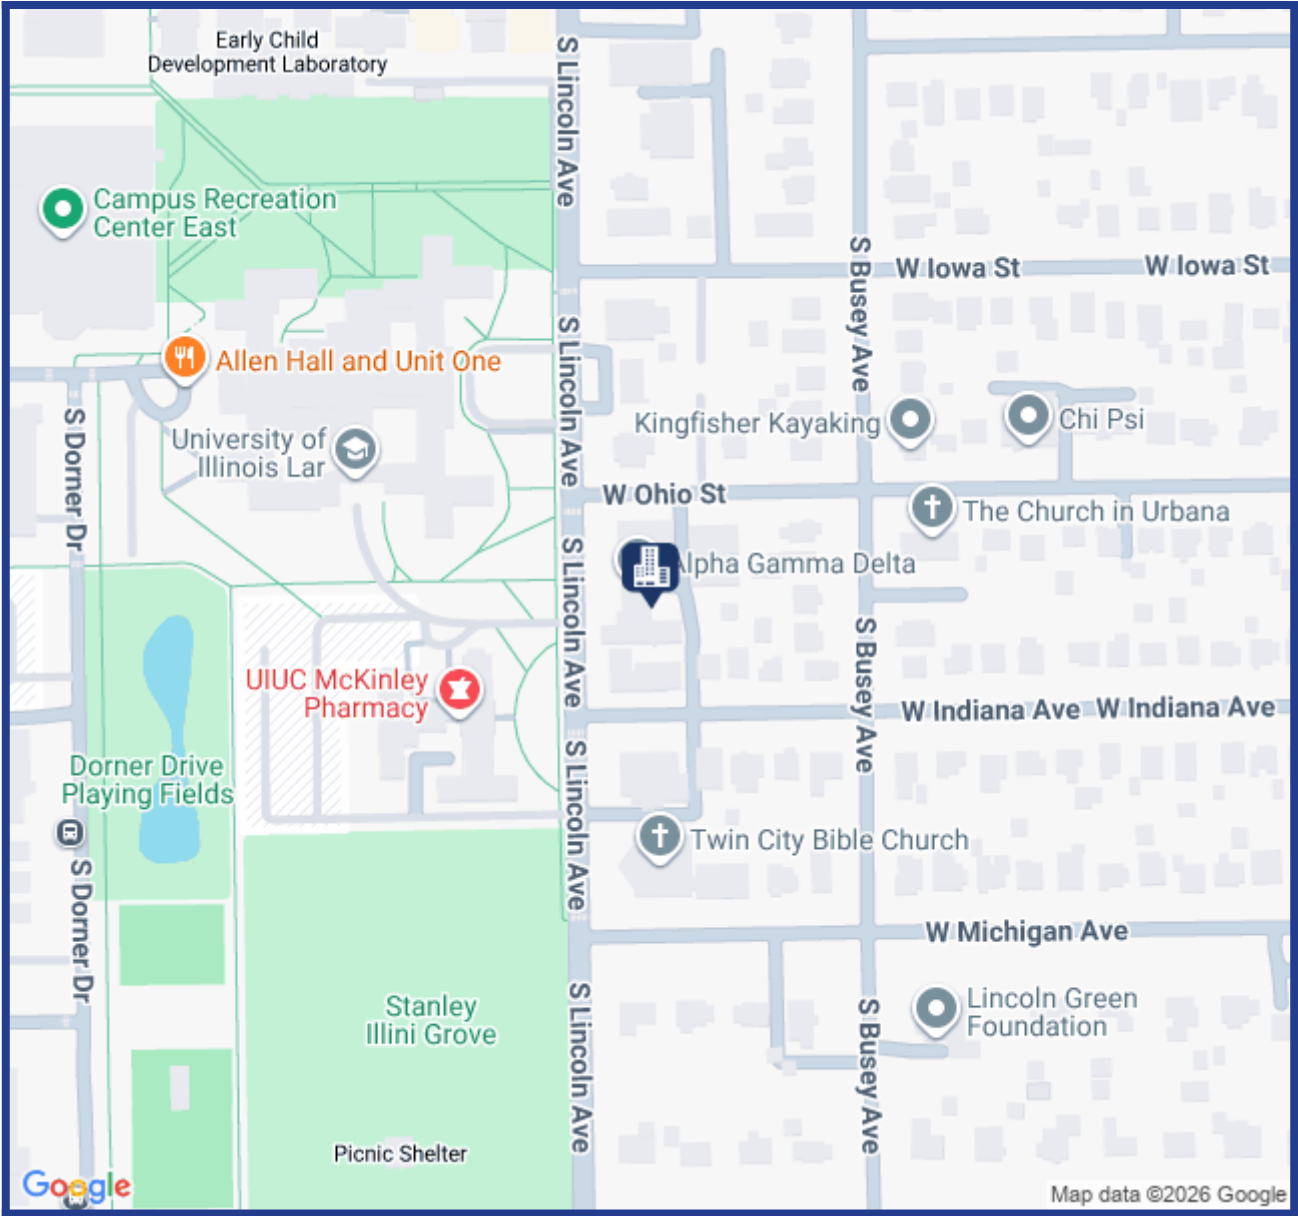 Early Child
Development Laboratory
S Lincoln Ave
Campus Recreation
Center East
W Iowa St
W Iowa St
S Busey Ave
S Lincoln Ave
Allen Hall and Unit One
Kingfisher Kayaking
Chi Psi
S Dorner Dr
University of
Illinois Lar
W Ohio St
The Church in Urbana
Alpha Gamma Delta
S Lincoln Ave
S Busey Ave
UIUC McKinley
Pharmacy
W Indiana Ave
W Indiana Ave
Dorner Drive
Playing Fields
S Lincoln Ave
Twin City Bible Church
S Dorner Dr
W Michigan Ave
Stanley
Illini Grove
S Lincoln Ave
Lincoln Green
Foundation
S Busey Ave
Picnic Shelter
Google
Map data ©2026 Google